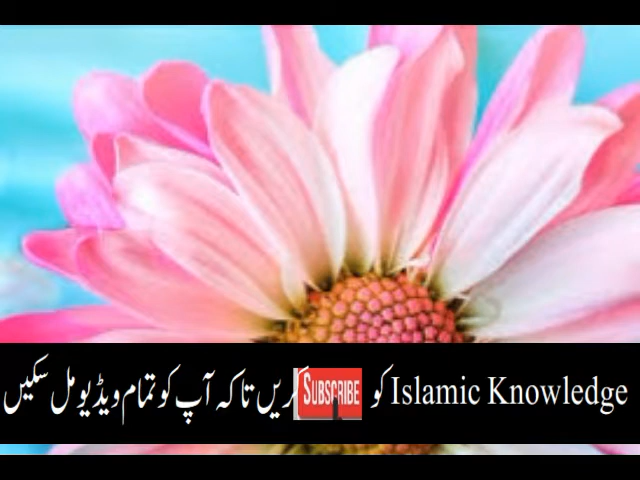 Islamic Knowledge کو SUBSCRIBE کریں تاکہ آپ کو تمام ویڈیو مل سکیں